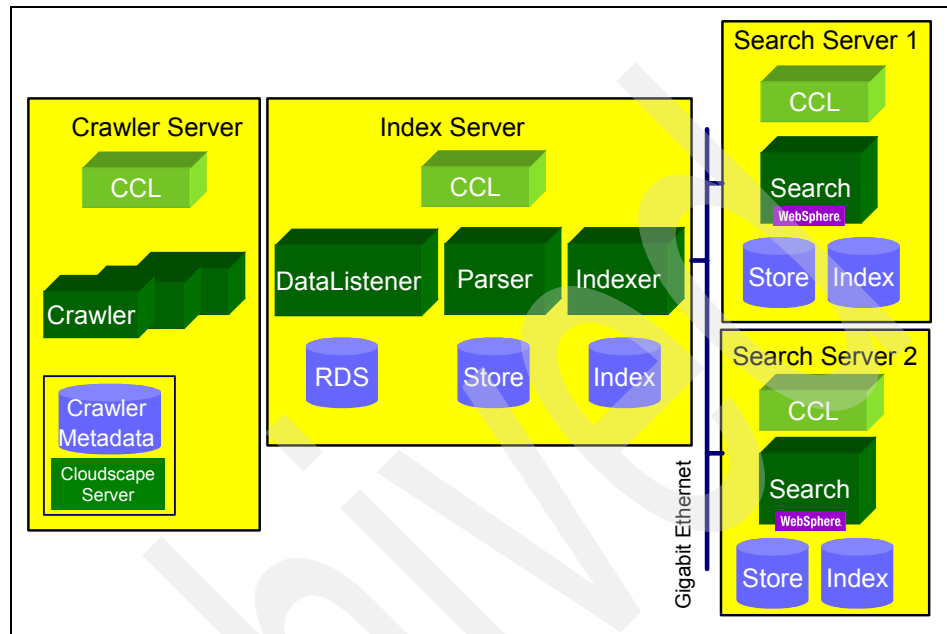 Crawler Server
CCL
Crawler
Crawler
Metadata
Cloudscape
Server
Index Server
CCL
DataListener
Parser
Indexer
RDS
Store
Index
Gigabit Ethernet
Search Server 1
CCL
Search
WebSphere.
Store
Index
Search Server 2
CCL
Search
WebSphere.
Store
Index